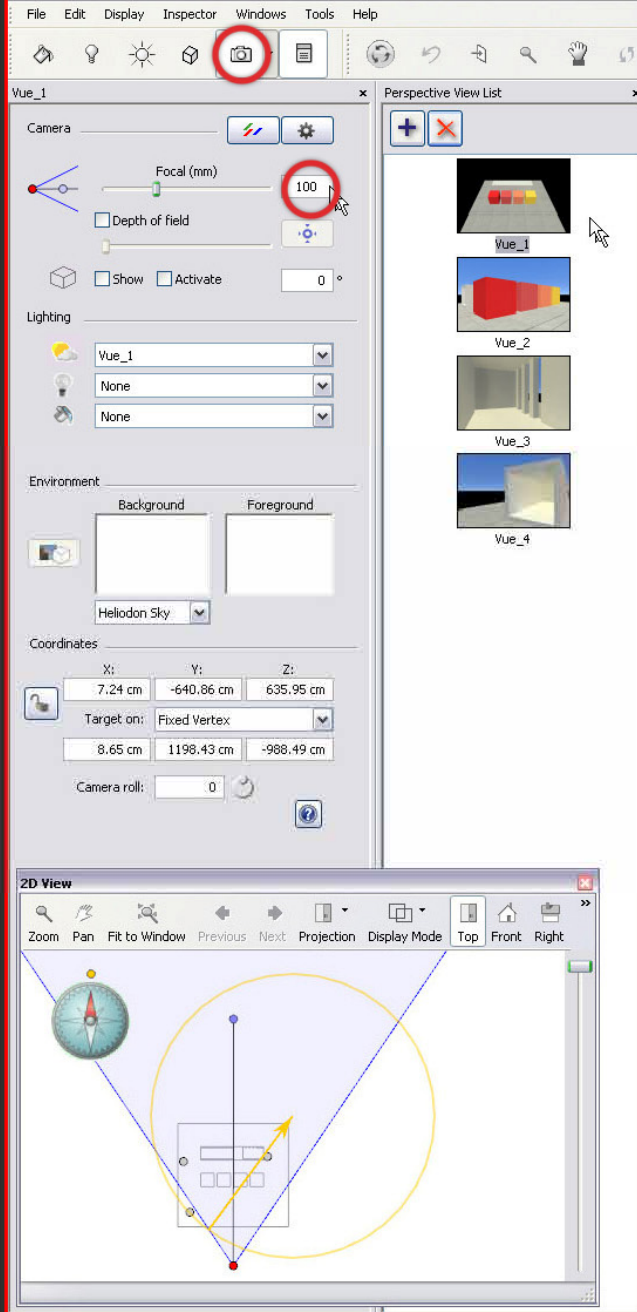 File Edit Display Inspector Windows Tools Help
Vue_1 x
Camera
Focal (mm)
100
Depth of field
Show Activate 0 °
Lighting
Vue_1
None
None
Environment
Background Foreground
Heliodon Sky
Coordinates
X: Y: Z:
7.24 cm -640.86 cm 635.95 cm
Target on: Fixed Vertex
8.65 cm 1198.43 cm -988.49 cm
Camera roll: 0
Perspective View List x
Vue_1
Vue_2
Vue_3
Vue_4
2D View
Zoom Pan Fit to Window Previous Next Projection Display Mode Top Front Right »